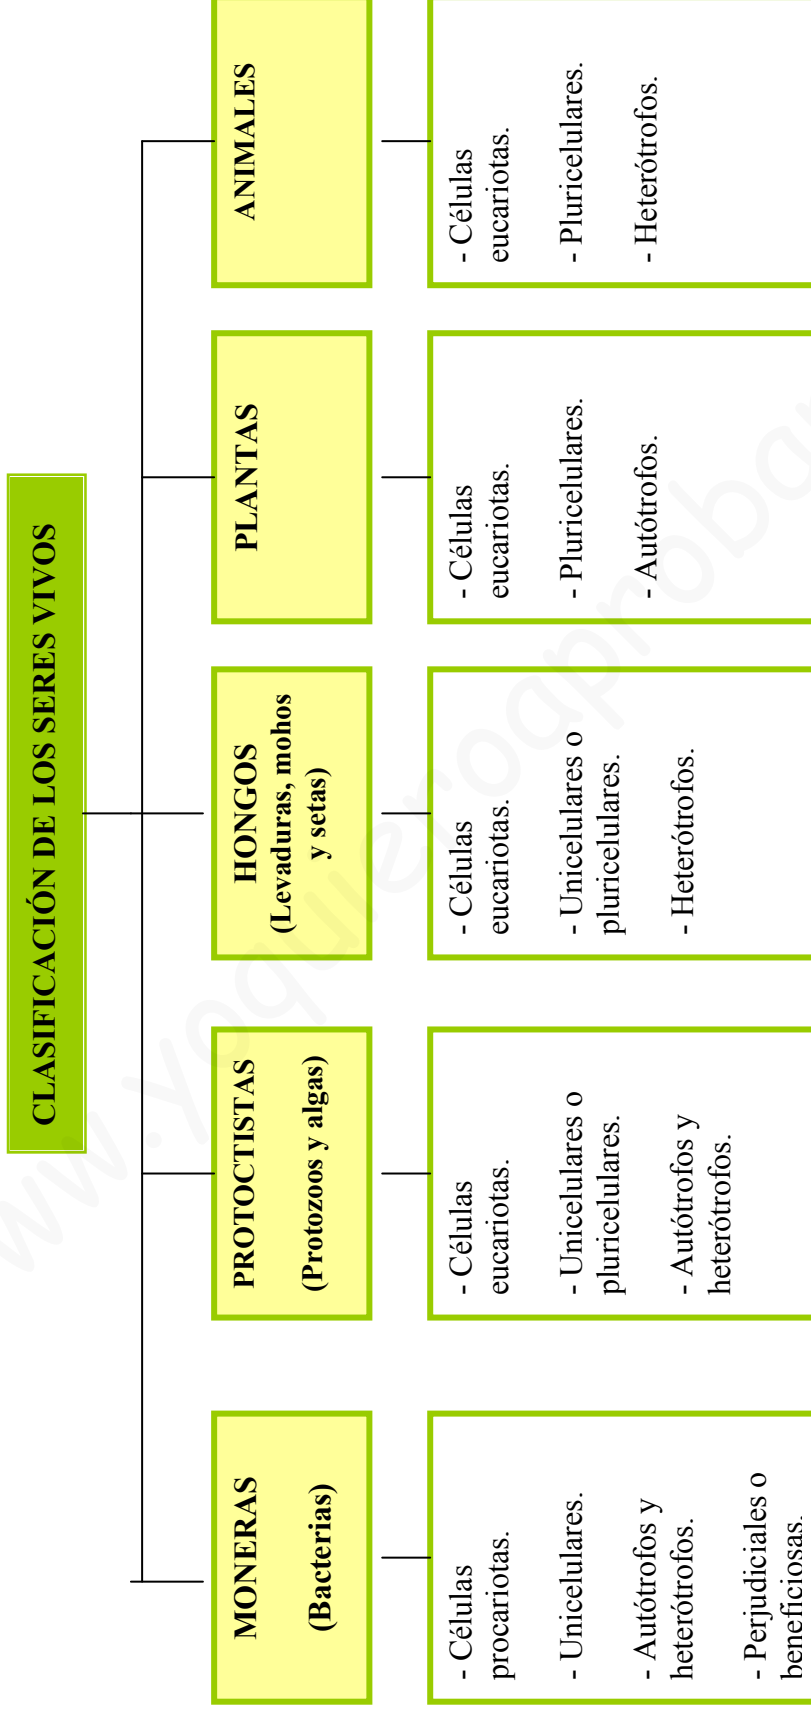 CLASIFICACIÓN DE LOS SERES VIVOS
MONERAS
(Bacterias)
- Células
procariotas.
- Unicelulares.
- Autótrofos y
heterótrofos.
- Perjudiciales o
beneficiosas.
PROTOCTISTAS
(Protozoos y algas)
- Células
eucariotas.
- Unicelulares o
pluricelulares.
- Autótrofos y
heterótrofos.
HONGOS
(Levaduras, mohos
y setas)
- Células
eucariotas.
- Unicelulares o
pluricelulares.
- Heterótrofos.
PLANTAS
- Células
eucariotas.
- Pluricelulares.
- Autótrofos.
ANIMALES
- Células
eucariotas.
- Pluricelulares.
- Heterótrofos.
ww.yoquieroaprobar